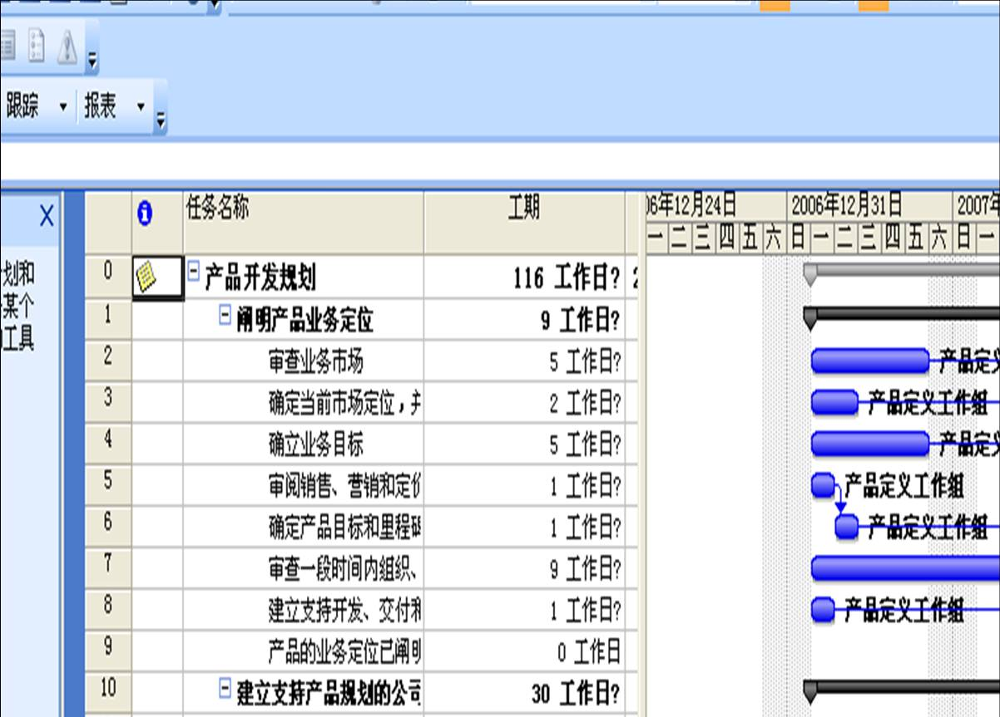 跟踪 报表
任务名称 工期 06年12月24日 2006年12月31日 2007年
一 二 三 四 五 六 日 一 二 三 四 五 六 日 一
划和
某个
工具
0 产品开发规划 116 工作日?
1 阐明产品业务定位 9 工作日?
2 审查业务市场 5 工作日? 产品定义
3 确定当前市场定位，并 2 工作日? 产品定义工作组
4 确立业务目标 5 工作日? 产品定义
5 审阅销售、营销和定价 1 工作日? 产品定义工作组
6 确定产品目标和里程碑 1 工作日? 产品定义工作组
7 审查一段时间内组织、 9 工作日?
8 建立支持开发、交付和 1 工作日? 产品定义工作组
9 产品的业务定位已阐明 0 工作日
10 建立支持产品规划的公司 30 工作日?